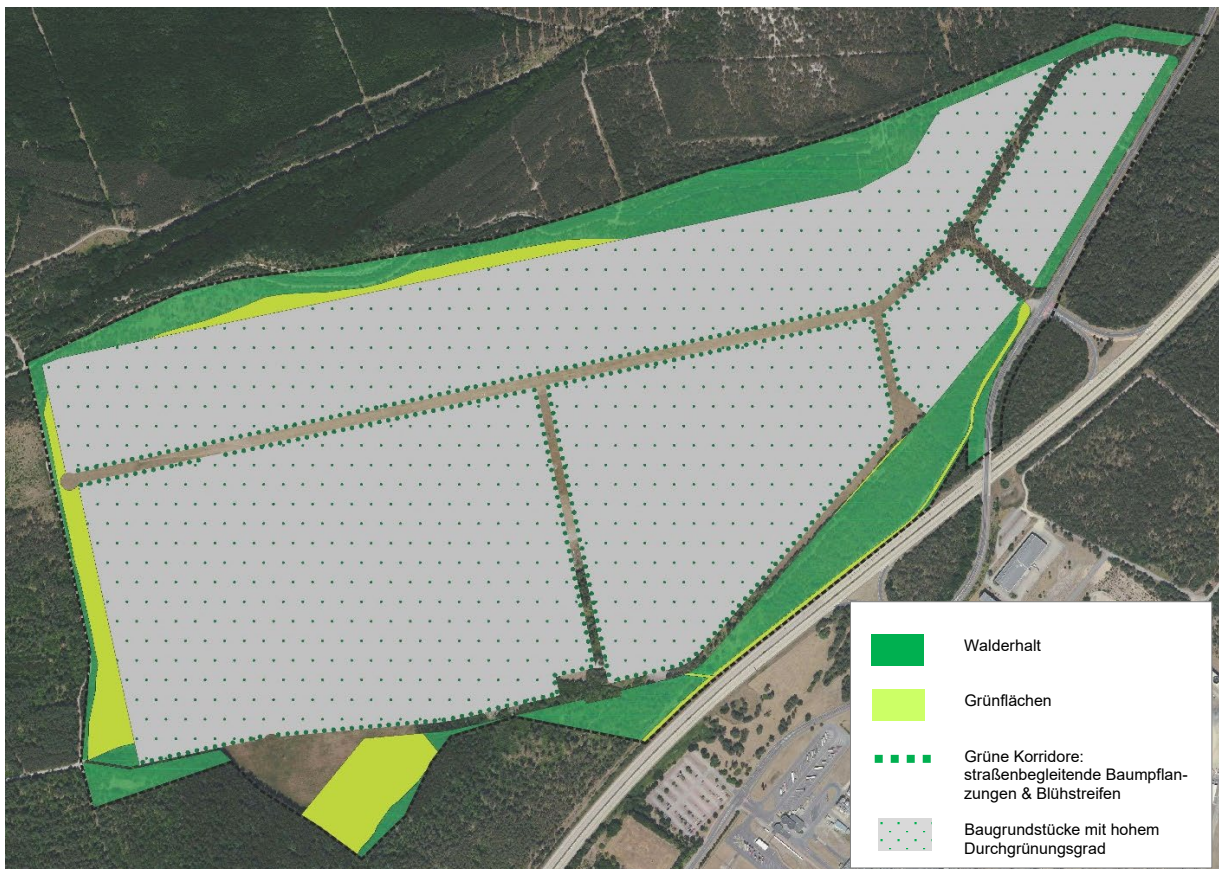 Walderhalt
Grünflächen
Grüne Korridore:
straßenbegleitende Baumpflan-
zungen & Blühstreifen
Baugrundstücke mit hohem
Durchgrünungsgrad